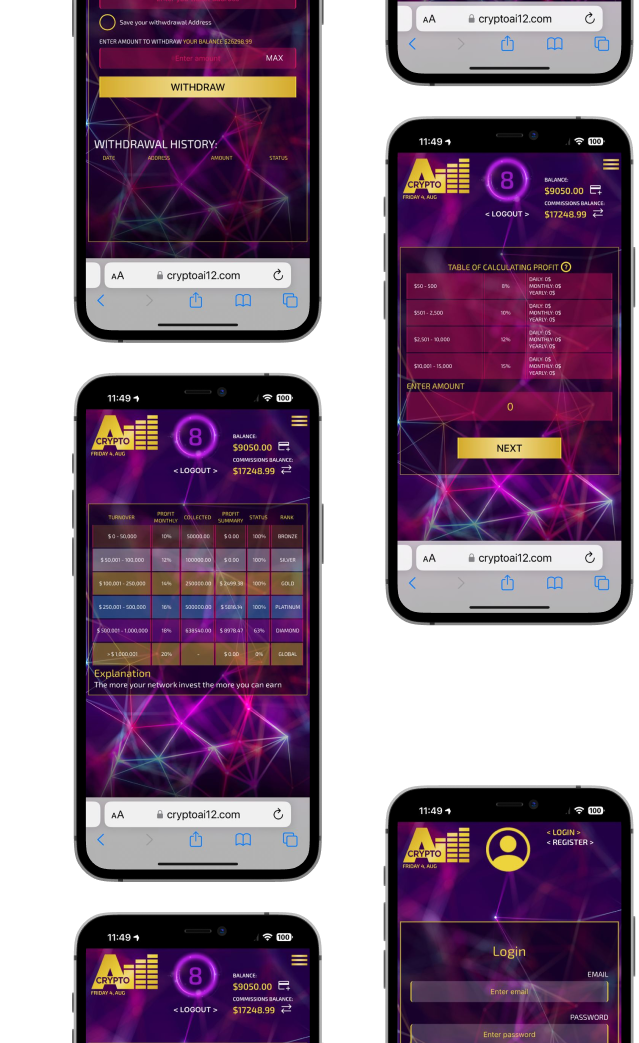 Save your withwdrawal Address
ENTER AMOUNT TO WITHDRAW YOUR BALANCE $26298.99
Enter amount MAX
WITHDRAW
WITHDRAWAL HISTORY:
DATE ADDRESS AMOUNT STATUS
AA cryptoai12.com
11:49 100
CRYPTO
FRIDAY 4, AUG
8
< LOGOUT >
BALANCE:
$9050.00
COMMISSIONS BALANCE:
$17248.99
TURNOVER PROFIT MONTHLY COLLECTED PROFIT SUMMARY STATUS RANK
$ 0 - 50,000 10% 50000.00 $ 0.00 100% BRONZE
$ 50,001 - 100,000 12% 100000.00 $ 0.00 100% SILVER
$ 100,001 - 250,000 14% 250000.00 $ 2499.38 100% GOLD
$ 250,001 - 500,000 16% 500000.00 $ 5816.14 100% PLATINUM
$ 500,001 - 1,000,000 18% 638540.00 $ 8978.47 63% DIAMOND
> $ 1,000,001 20% - $ 0.00 0% GLOBAL
Explanation
The more your network invest the more you can earn
AA cryptoai12.com
11:49 100
CRYPTO
FRIDAY 4, AUG
8
< LOGOUT >
BALANCE:
$9050.00
COMMISSIONS BALANCE:
$17248.99
AA cryptoai12.com
11:49 100
CRYPTO
FRIDAY 4, AUG
8
< LOGOUT >
BALANCE:
$9050.00
COMMISSIONS BALANCE:
$17248.99
TABLE OF CALCULATING PROFIT ?
$50 - 500 8% DAILY: 0$
MONTHLY: 0$
YEARLY: 0$
$501 - 2,500 10% DAILY: 0$
MONTHLY: 0$
YEARLY: 0$
$2,501 - 10,000 12% DAILY: 0$
MONTHLY: 0$
YEARLY: 0$
$10,001 - 15,000 15% DAILY: 0$
MONTHLY: 0$
YEARLY: 0$
ENTER AMOUNT
0
NEXT
AA cryptoai12.com
11:49 100
CRYPTO
FRIDAY 4, AUG
< LOGIN >
< REGISTER >
Login
EMAIL
Enter email
PASSWORD
Enter password